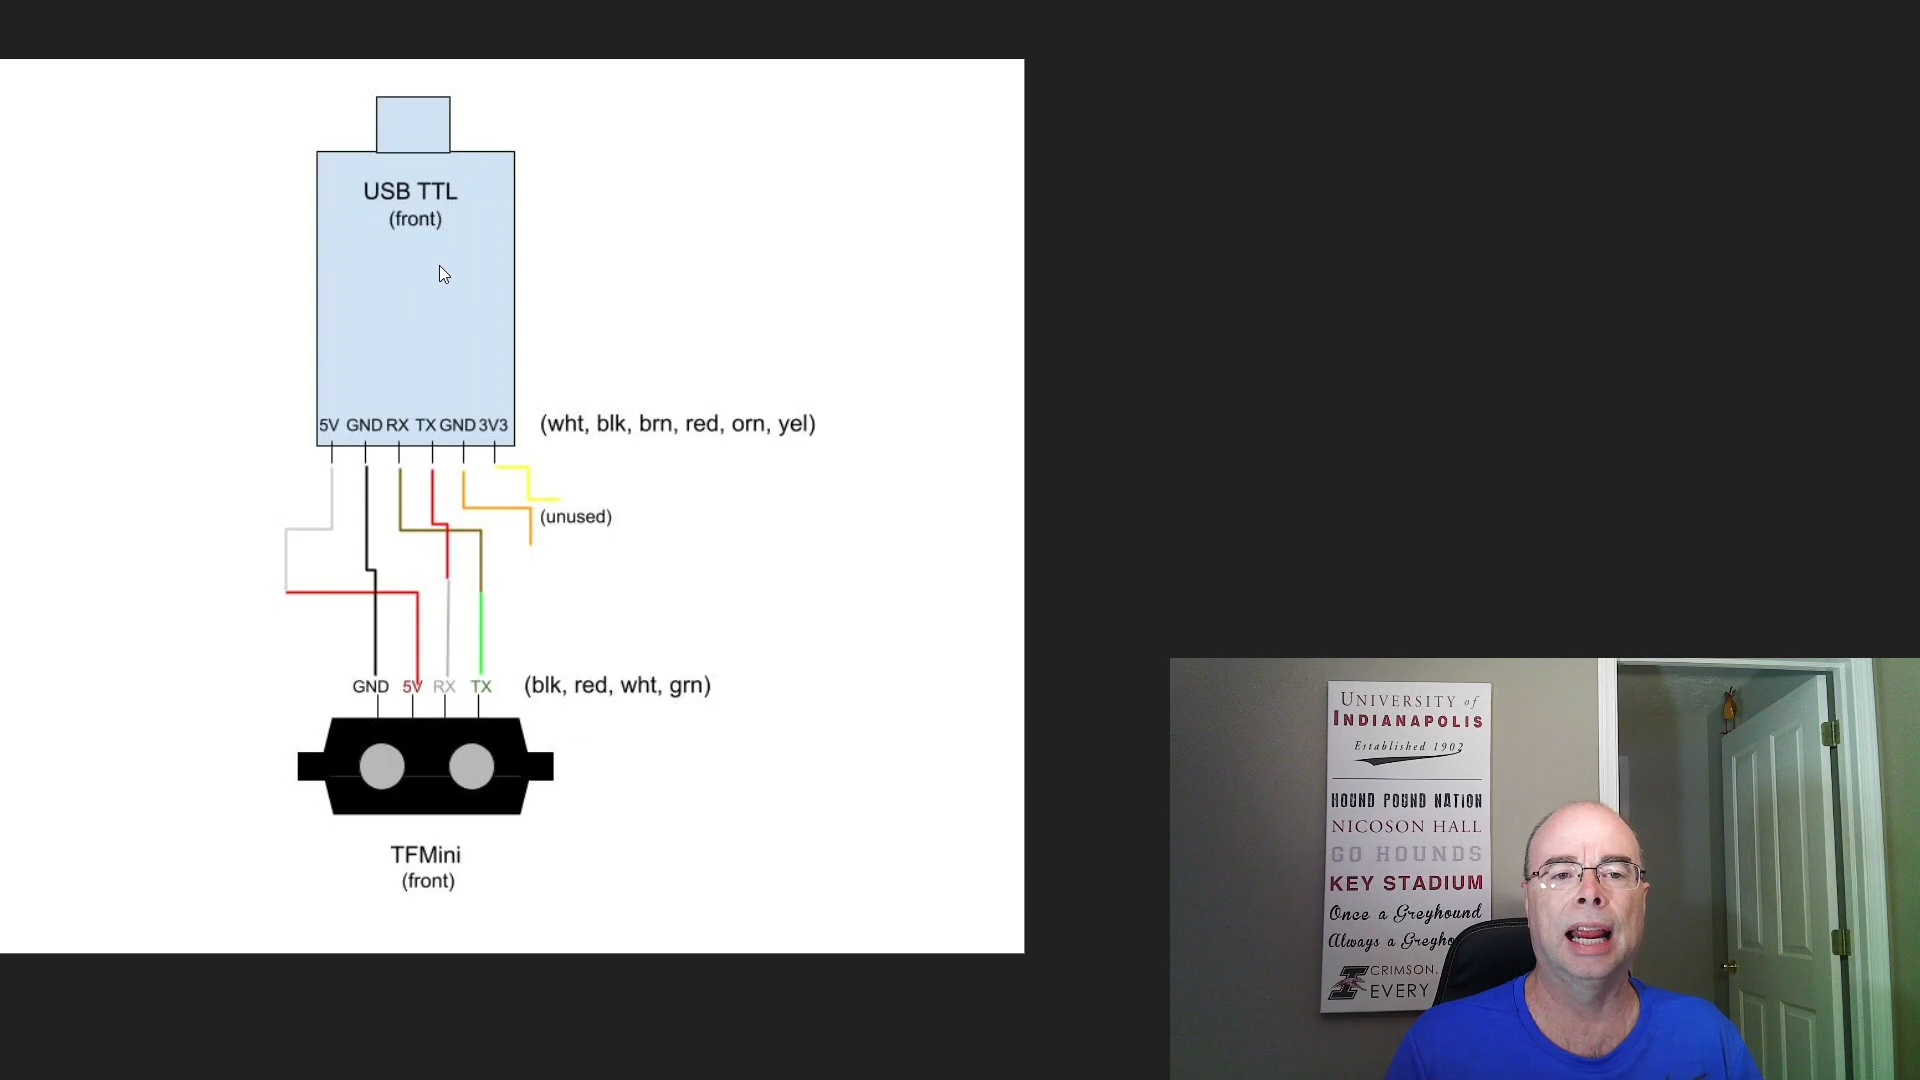 USB TTL
(front)
5V GND RX TX GND 3V3
(wht, blk, brn, red, orn, yel)
(unused)
GND 5V RX TX
(blk, red, wht, grn)
TFMini
(front)
UNIVERSITY of
INDIANAPOLIS
Established 1902
HOUND POUND NATION
NICOSON HALL
GO HOUNDS
KEY STADIUM
Once a Greyhound
Always a Greyho
CRIMSON.
EVERY